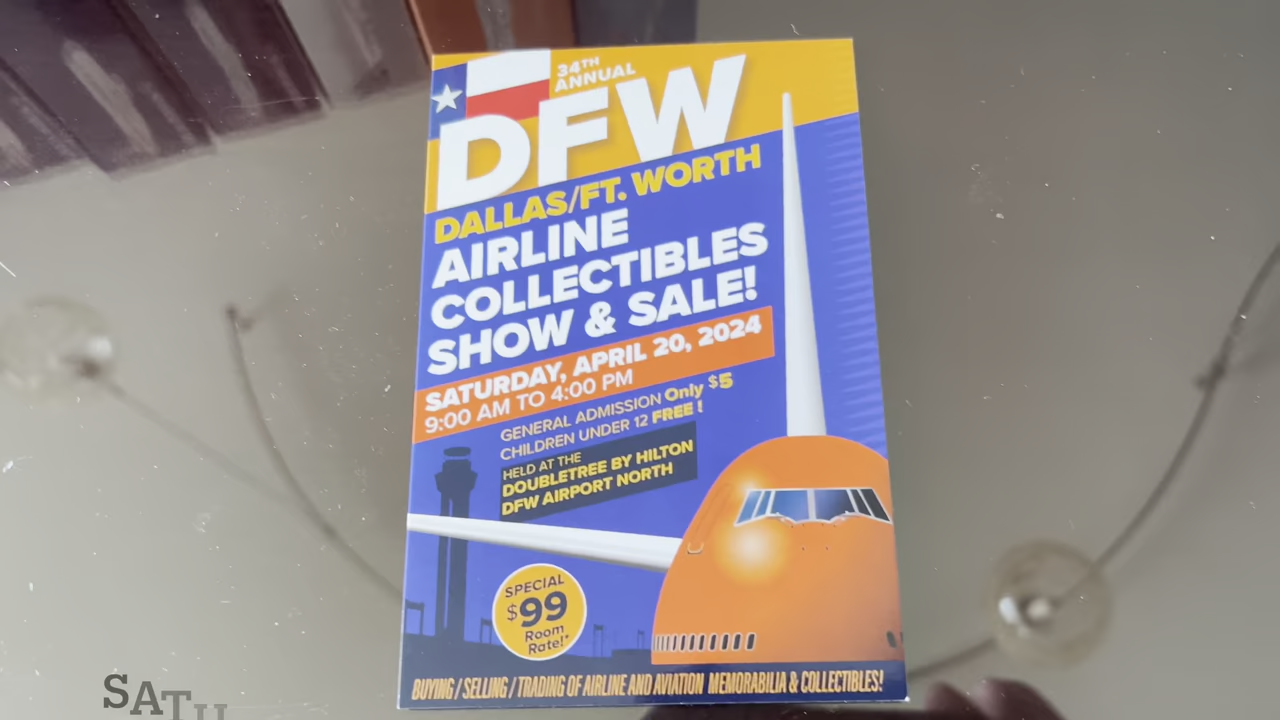 34TH
ANNUAL
DFW
DALLAS/FT. WORTH
AIRLINE
COLLECTIBLES
SHOW & SALE!
SATURDAY, APRIL 20, 2024
9:00 AM TO 4:00 PM
GENERAL ADMISSION Only $5
CHILDREN UNDER 12 FREE !
HELD AT THE
DOUBLETREE BY HILTON
DFW AIRPORT NORTH
SPECIAL
$99
Room
Rate!*
BUYING / SELLING / TRADING OF AIRLINE AND AVIATION MEMORABILIA & COLLECTIBLES!
SATU